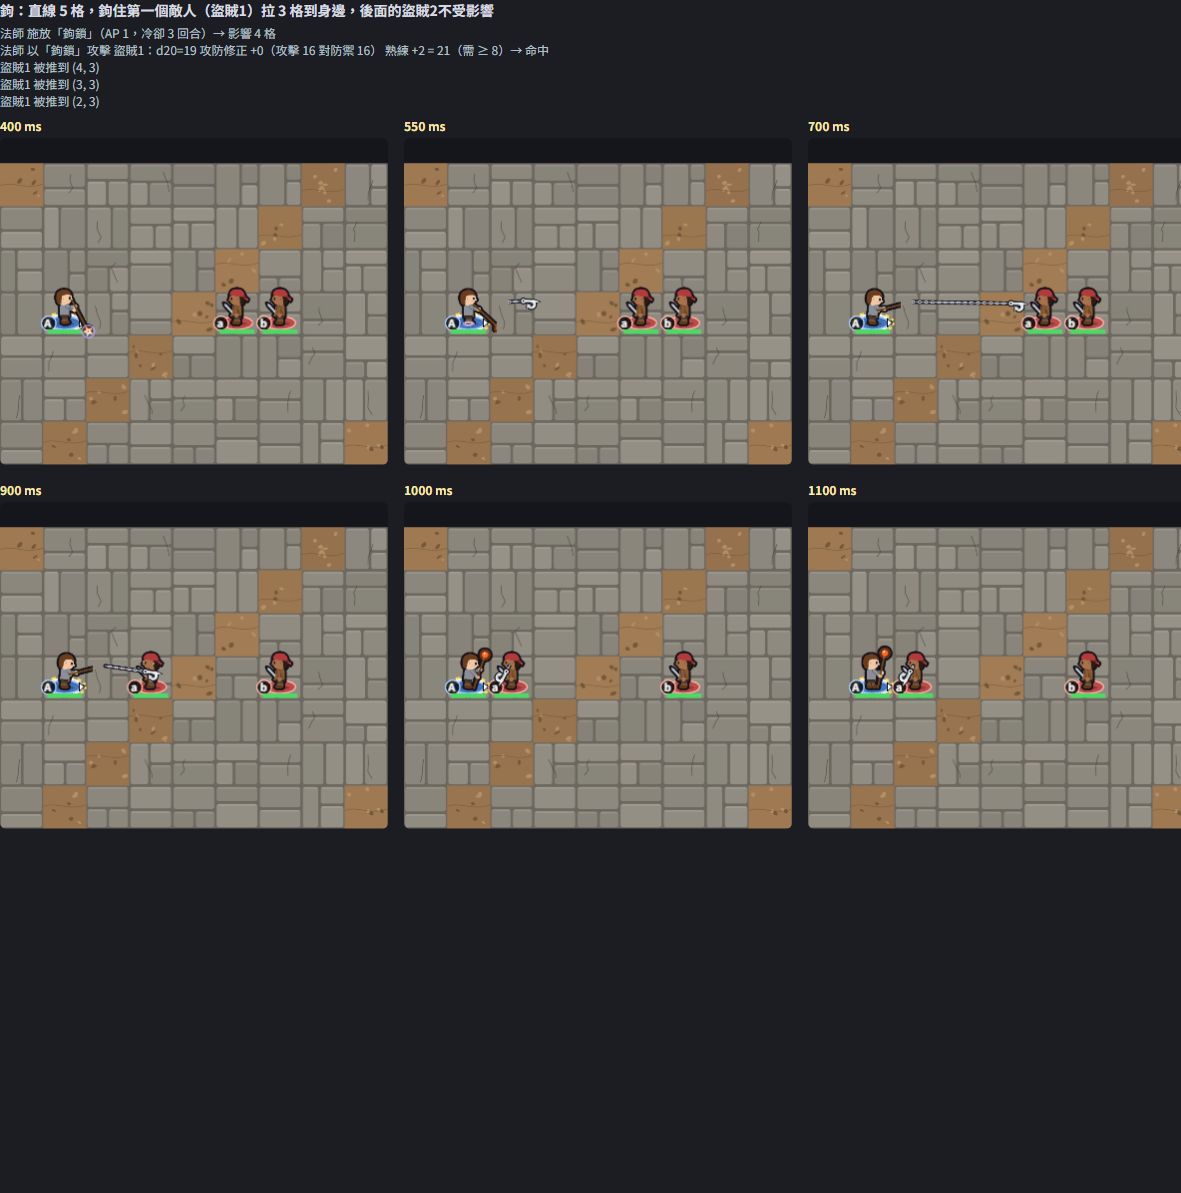 鉤：直線 5 格，鉤住第一個敵人（盜賊1）拉 3 格到身邊，後面的盜賊2不受影響
法師 施放「鉤鎖」（AP 1，冷卻 3 回合）→ 影響 4 格
法師 以「鉤鎖」攻擊 盜賊1：d20=19 攻防修正 +0（攻擊 16 對防禦 16） 熟練 +2 = 21（需 ≥ 8）→ 命中
盜賊1 被推到 (4, 3)
盜賊1 被推到 (3, 3)
盜賊1 被推到 (2, 3)
400 ms
550 ms
700 ms
A a b
A a b
A a b
900 ms
1000 ms
1100 ms
A a b
A a b
A a b